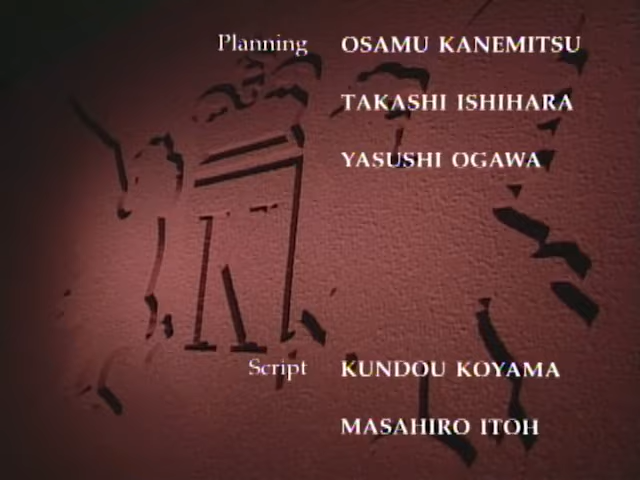 Planning OSAMU KANEMITSU
TAKASHI ISHIHARA
YASUSHI OGAWA
Script KUNDOU KOYAMA
MASAHIRO ITOH